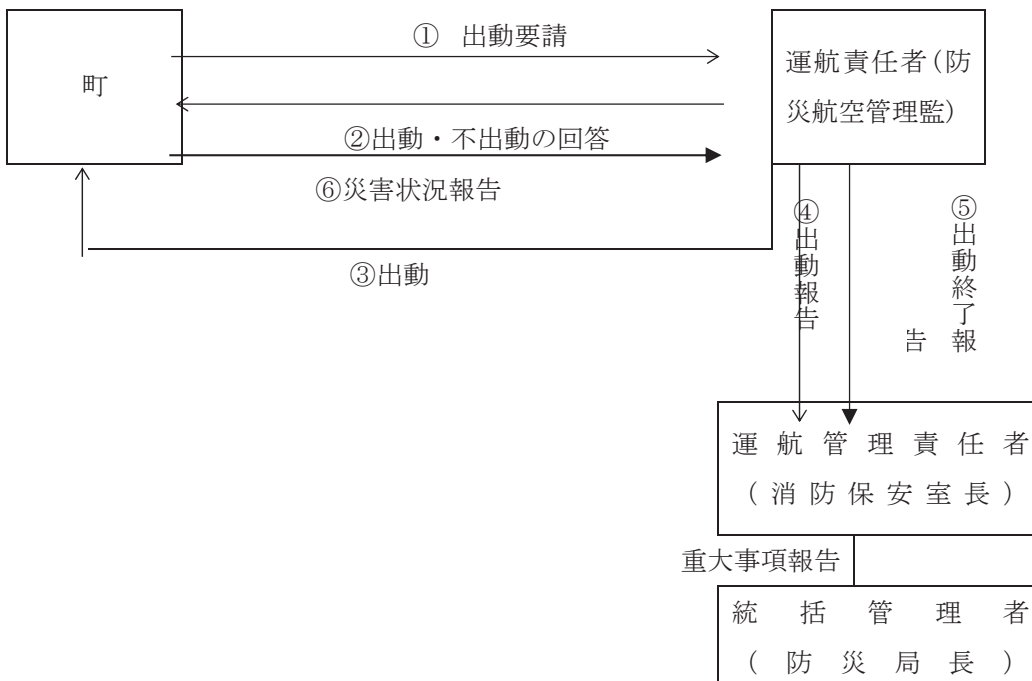 ① 出動要請
町
運航責任者(防
災航空管理監)
②出動・不出動の回答
⑥災害状況報告
③出動
④出動報告
⑤出動終了報
告
運航管理責任者
(消防保安室長)
重大事項報告
統括管理者
(防災局長)